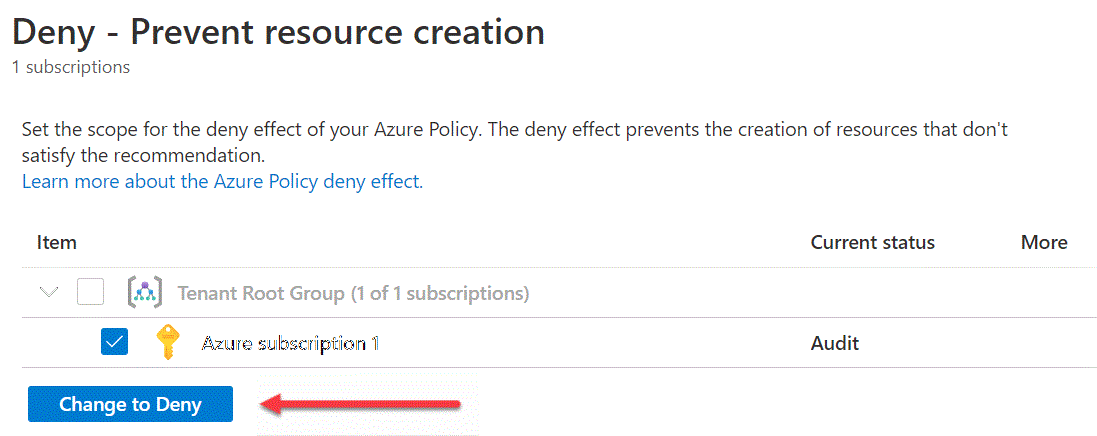 Deny - Prevent resource creation
1 subscriptions
Set the scope for the deny effect of your Azure Policy. The deny effect prevents the creation of resources that don't
satisfy the recommendation.
Learn more about the Azure Policy deny effect.
Item Current status More
Tenant Root Group (1 of 1 subscriptions)
Azure subscription 1 Audit
Change to Deny